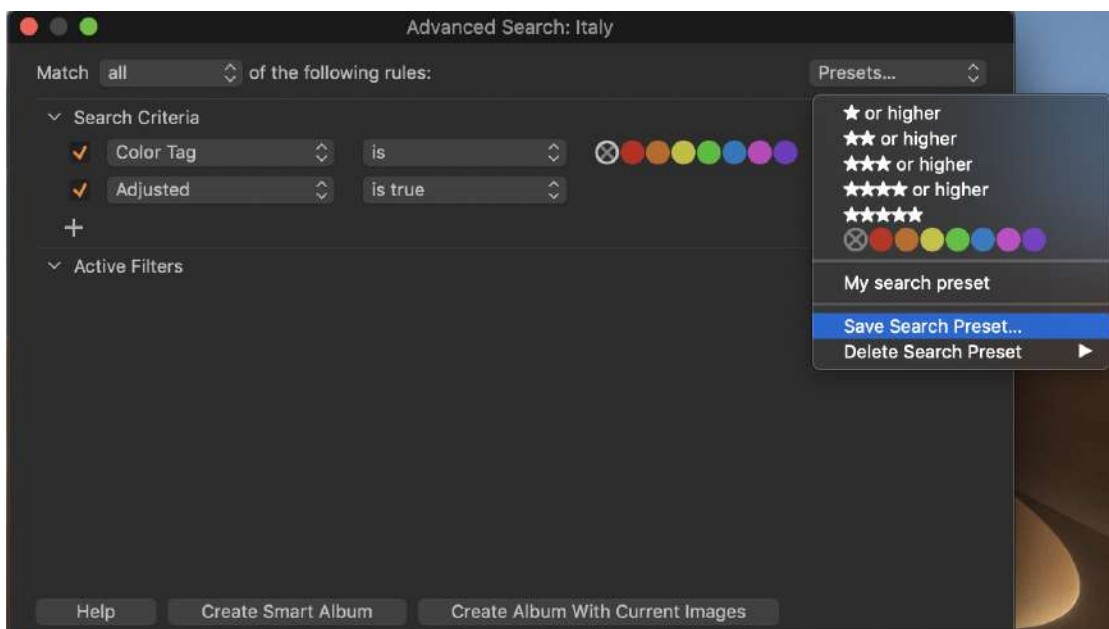 Advanced Search: Italy
Match all of the following rules:
Presets...
Search Criteria
Color Tag is
Adjusted is true
Active Filters
★ or higher
★★ or higher
★★★ or higher
★★★★ or higher
★★★★★
My search preset
Save Search Preset...
Delete Search Preset
Help Create Smart Album Create Album With Current Images